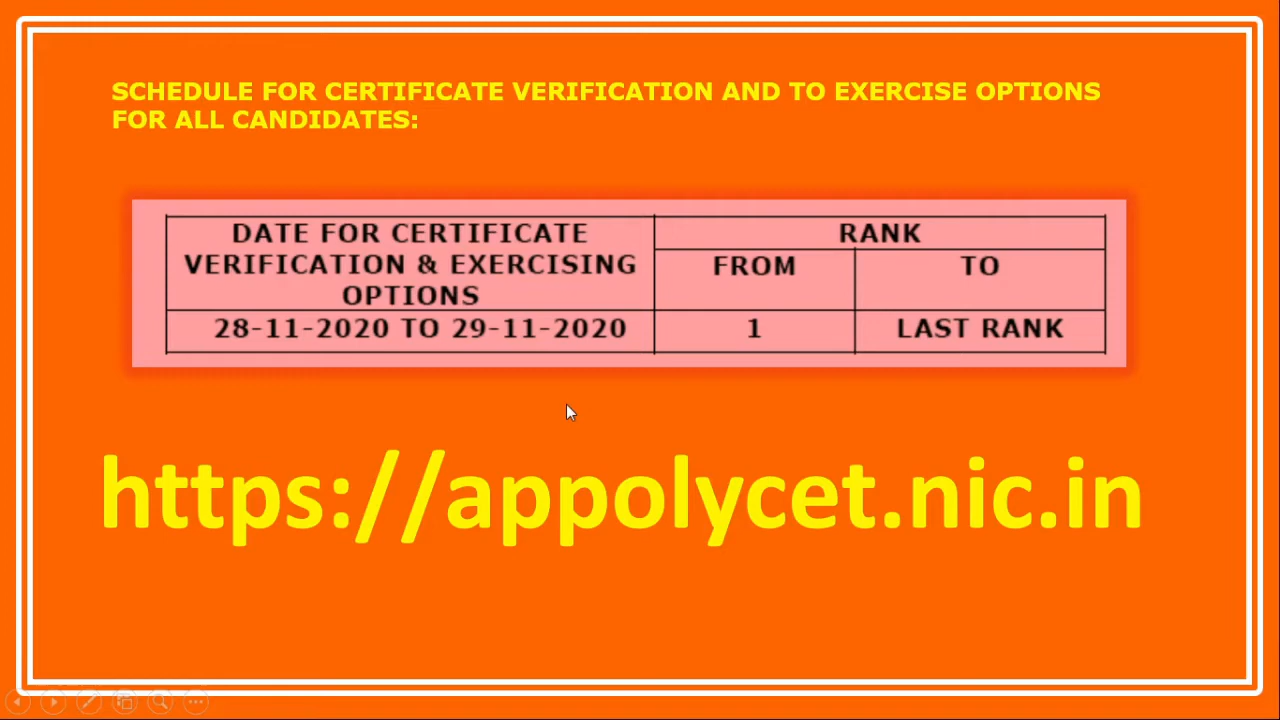 SCHEDULE FOR CERTIFICATE VERIFICATION AND TO EXERCISE OPTIONS
FOR ALL CANDIDATES:
DATE FOR CERTIFICATE
VERIFICATION & EXERCISING
OPTIONS
RANK
FROM
TO
28-11-2020 TO 29-11-2020
1
LAST RANK
https://appolycet.nic.in